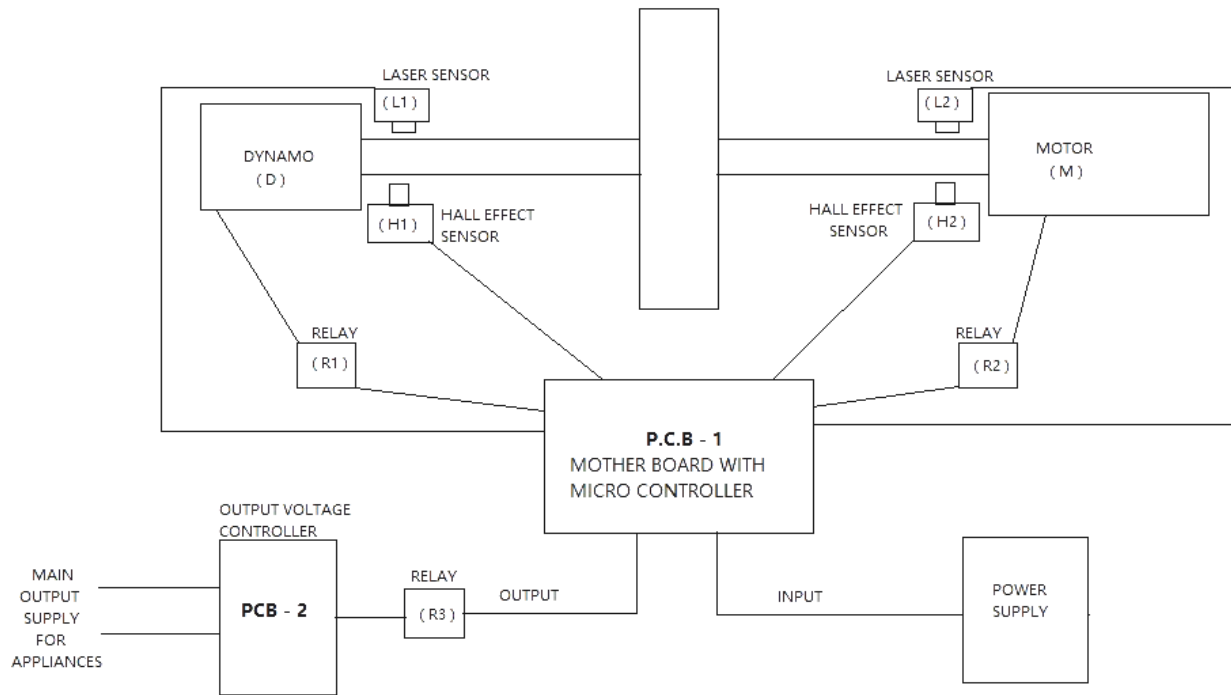 LASER SENSOR
( L1 )
LASER SENSOR
( L2 )
DYNAMO
( D )
MOTOR
( M )
( H1 )
HALL EFFECT
SENSOR
HALL EFFECT
SENSOR
( H2 )
RELAY
( R1 )
RELAY
( R2 )
P.C.B - 1
MOTHER BOARD WITH
MICRO CONTROLLER
OUTPUT VOLTAGE
CONTROLLER
MAIN
OUTPUT
SUPPLY
FOR
APPLIANCES
PCB - 2
RELAY
( R3 )
OUTPUT
INPUT
POWER
SUPPLY